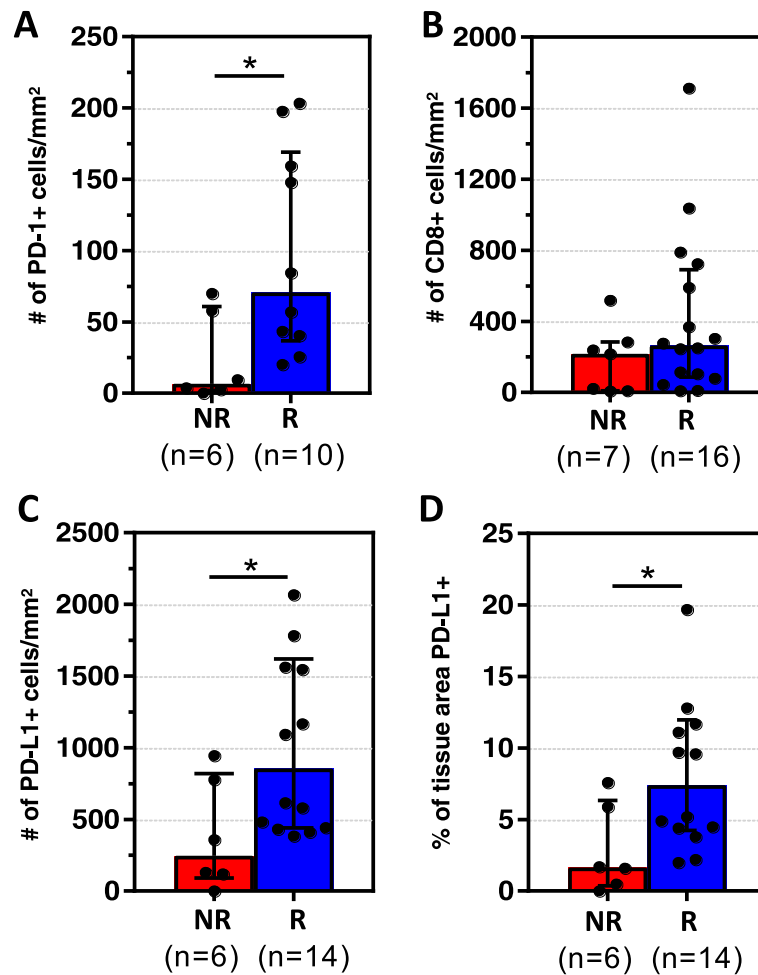 A
# of PD-1+ cells/mm²
250
200
150
100
50
0
*
NR
R
(n=6)
(n=10)
B
# of CD8+ cells/mm²
2000
1600
1200
800
400
0
NR
R
(n=7)
(n=16)
C
# of PD-L1+ cells/mm²
2500
2000
1500
1000
500
0
*
NR
R
(n=6)
(n=14)
D
% of tissue area PD-L1+
25
20
15
10
5
0
*
NR
R
(n=6)
(n=14)